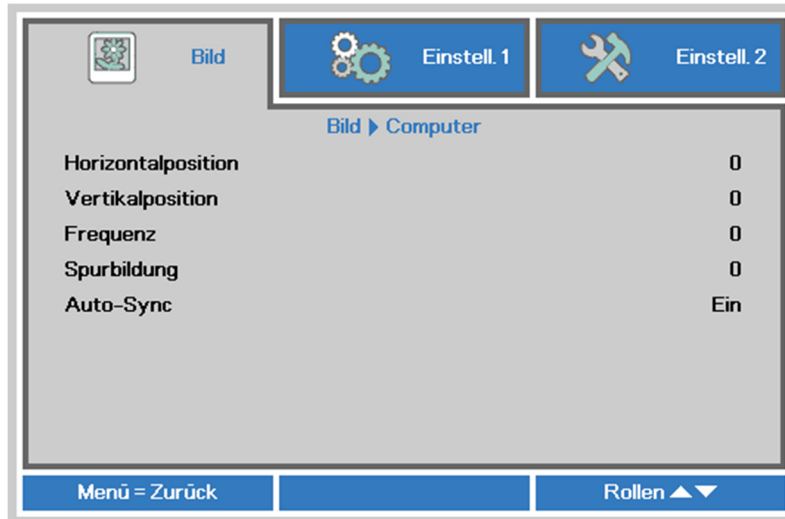 Bild
Einstell. 1
Einstell. 2
Bild ▶ Computer
Horizontalposition 0
Vertikalposition 0
Frequenz 0
Spurbildung 0
Auto-Sync Ein
Menü = Zurück
Rollen ▲▼